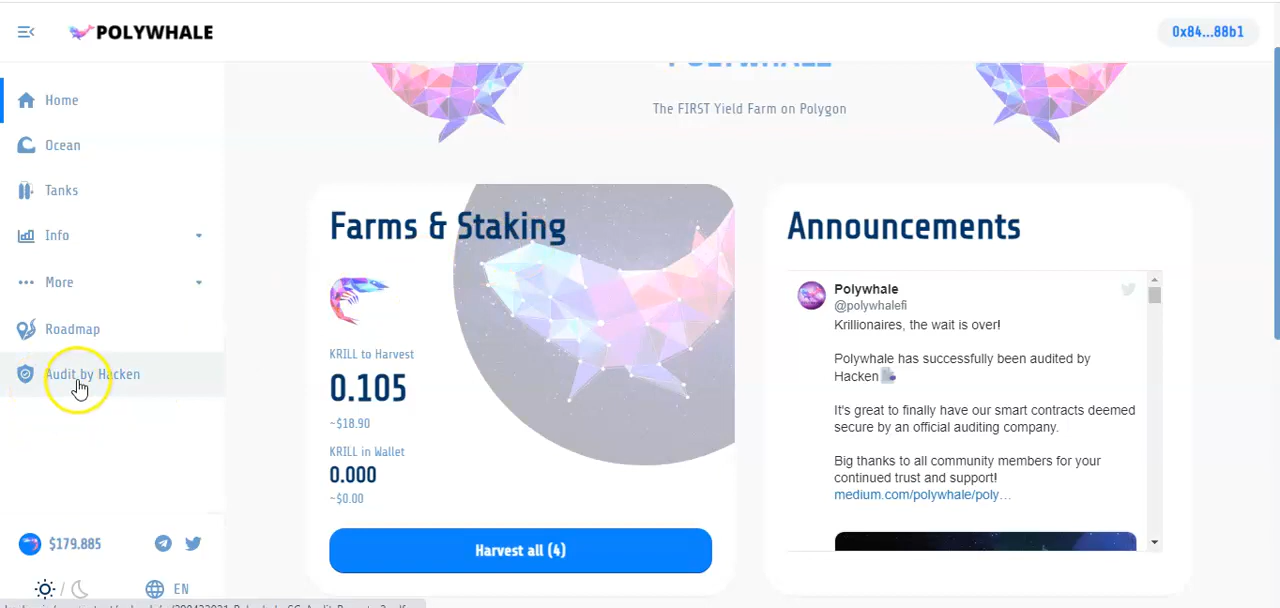 POLYWHALE
0x84...88b1
Home
Ocean
Tanks
Info
More
Roadmap
Audit by Hacken
$179.885
EN
POLYWHALE
The FIRST Yield Farm on Polygon
Farms & Staking
KRILL to Harvest
0.105
~$18.90
KRILL in Wallet
0.000
~$0.00
Harvest all (4)
Announcements
Polywhale
@polywhalefi
Krillionaires, the wait is over!
Polywhale has successfully been audited by
Hacken
It's great to finally have our smart contracts deemed
secure by an official auditing company.
Big thanks to all community members for your
continued trust and support!
medium.com/polywhale/poly…